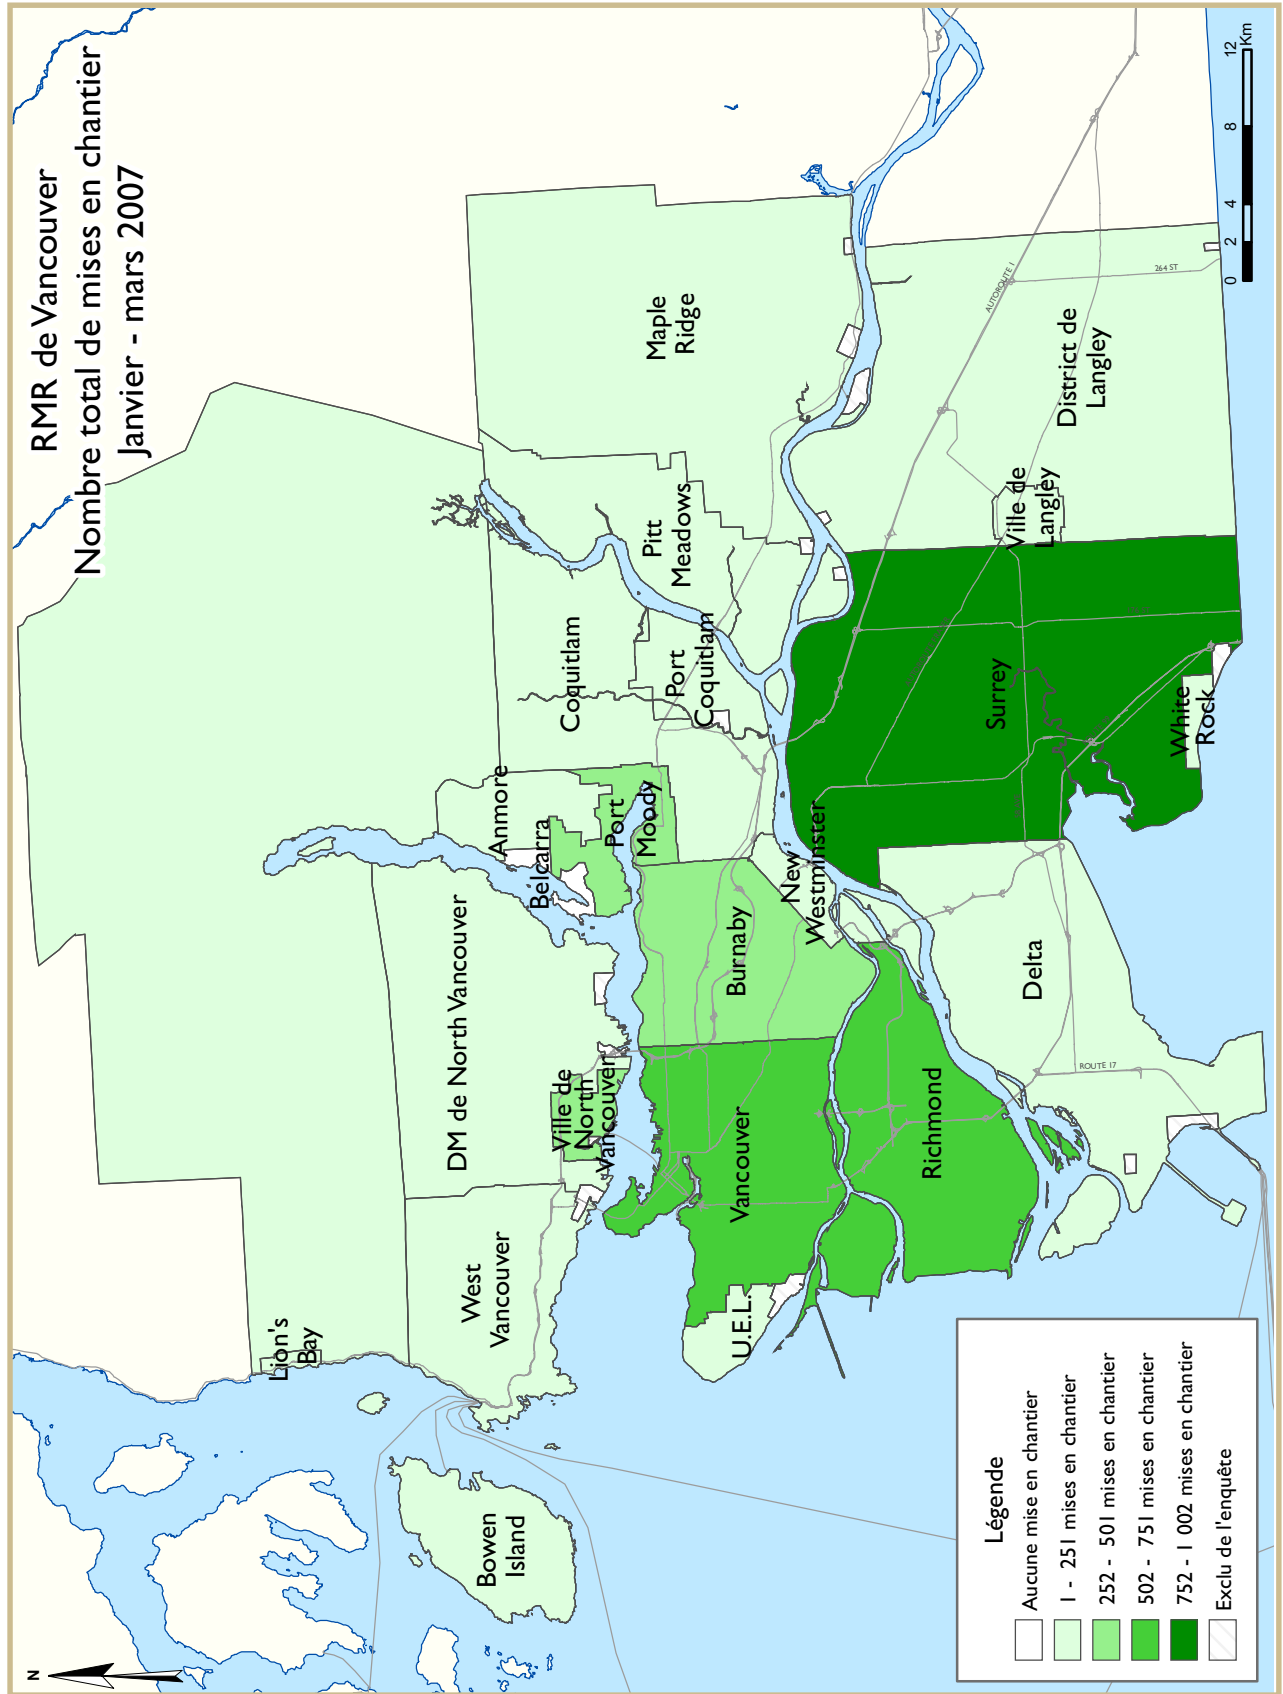 RMR de Vancouver
Nombre total de mises en chantier
Janvier - mars 2007
N
Lion's
Bay
Bowen
Island
West
Vancouver
DM de North Vancouver
Ville de
North
Vancouver
Anmore
Belcarra
Port
Moody
Coquitlam
Port
Coquitlam
Pitt
Meadows
Maple
Ridge
U.E.L.
Vancouver
Burnaby
New
Westminster
Richmond
Delta
Surrey
White
Rock
Ville de
Langley
District de
Langley
AUTOROUTE 1
264 ST
ROUTE 17
Légende
Aucune mise en chantier
1 - 251 mises en chantier
252 - 501 mises en chantier
502 - 751 mises en chantier
752 - 1 002 mises en chantier
Exclu de l'enquête
0 2 4 8 12
Km